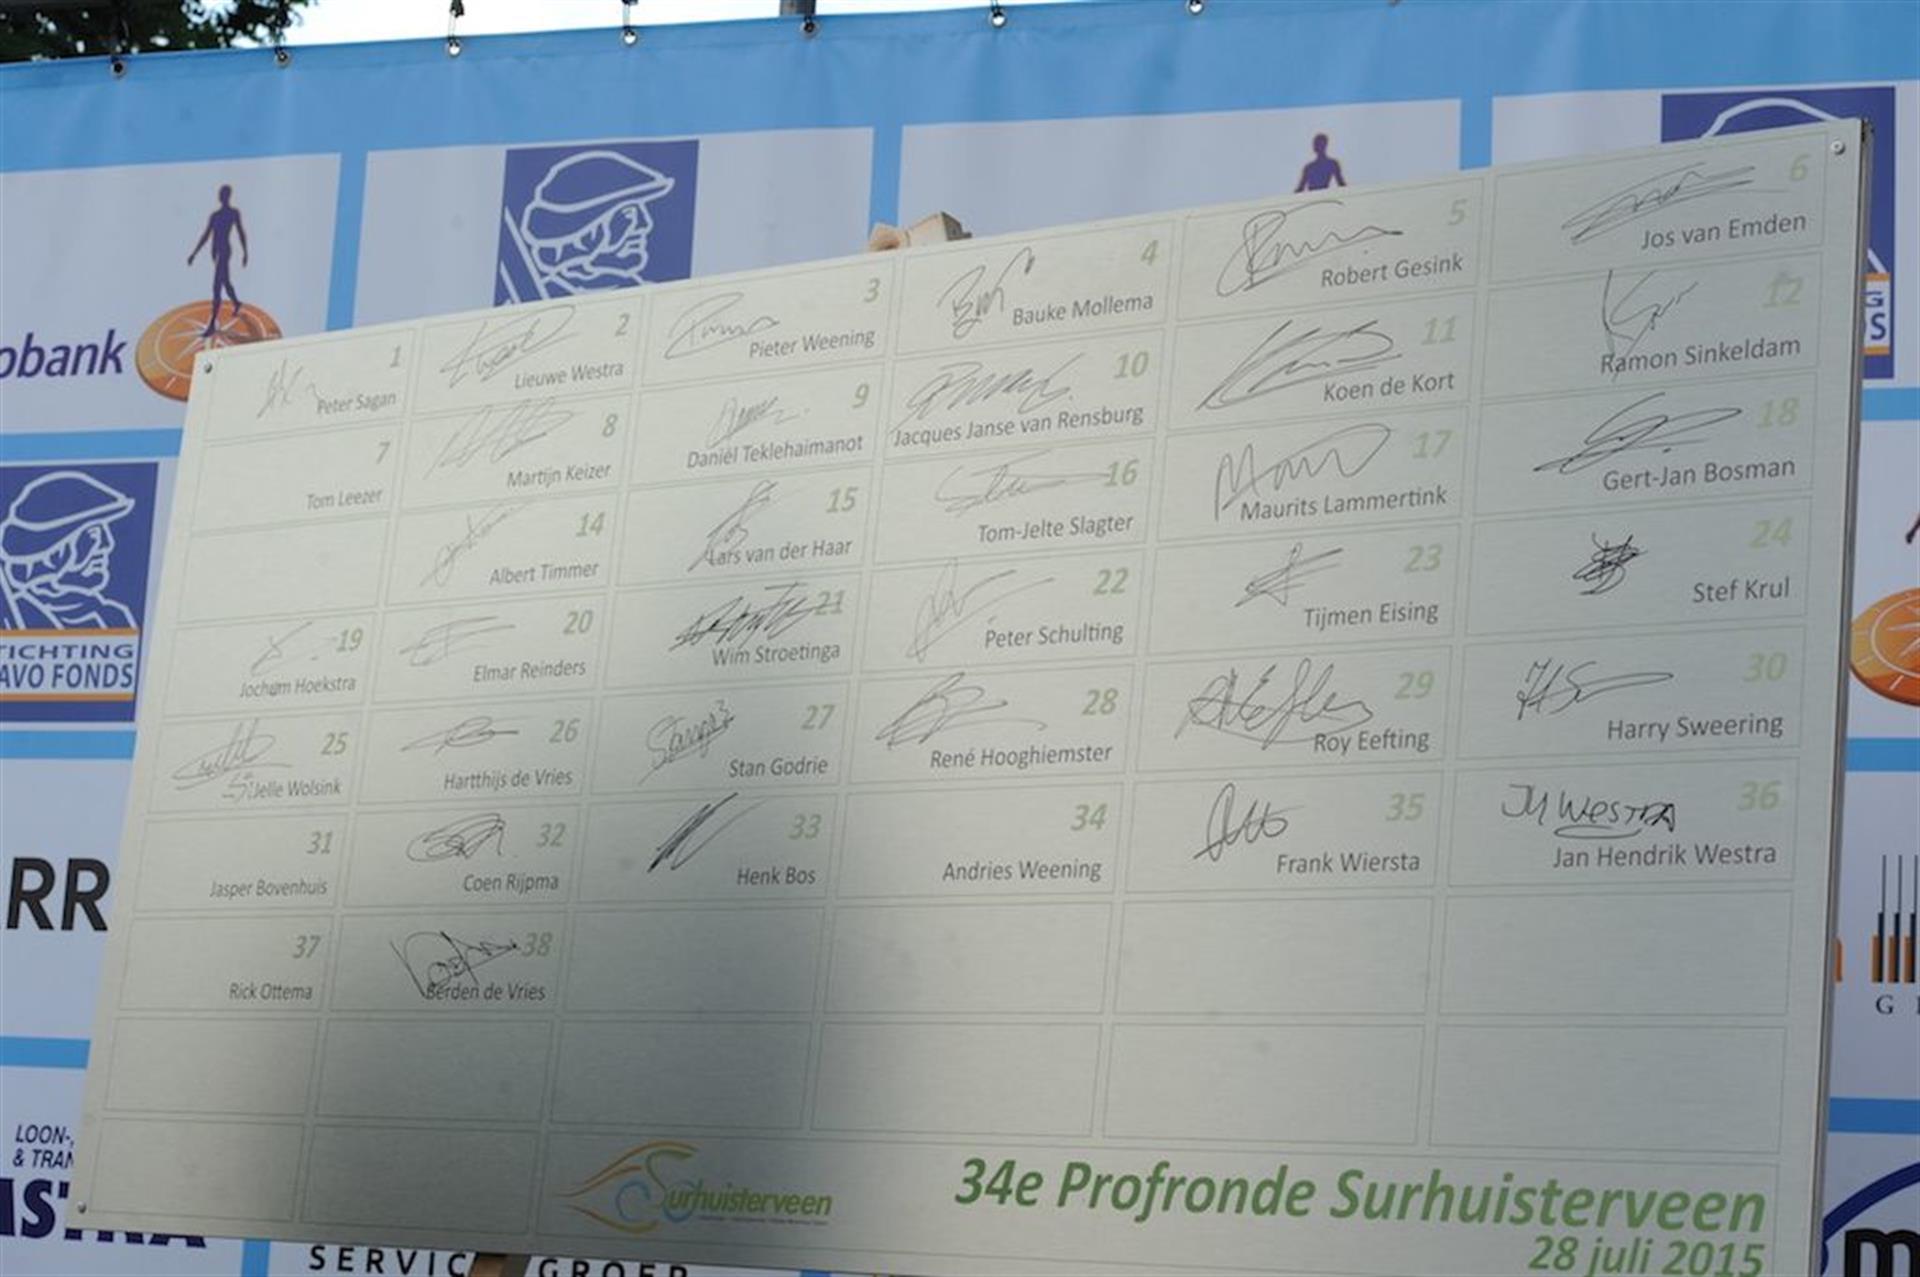 obank
1
Peter Sagan
2
Lieuwe Westra
3
Pieter Weening
4
Bauke Mollema
5
Robert Gesink
6
Jos van Emden
7
Tom Leezer
8
Martijn Keizer
9
Daniël Teklehaimanot
10
Jacques Janse van Rensburg
11
Koen de Kort
12
Ramon Sinkeldam
14
Albert Timmer
15
Lars van der Haar
16
Tom-Jelte Slagter
17
Maurits Lammertink
18
Gert-Jan Bosman
19
Jochum Hoekstra
20
Elmar Reinders
21
Wim Stroetinga
22
Peter Schulting
23
Tijmen Eising
24
Stef Krul
25
Jelle Wolsink
26
Hartthijs de Vries
27
Stan Godrie
28
René Hooghiemster
29
Roy Eefting
30
Harry Sweering
31
Jasper Bovenhuis
32
Coen Rijpma
33
Henk Bos
34
Andries Weening
35
Frank Wiersta
36
JH WESTRA
Jan Hendrik Westra
37
Rick Ottema
38
Berden de Vries
Surhuisterveen
34e Profronde Surhuisterveen
28 juli 2015
TICHTING
AVO FONDS
RR
LOON-,
& TRAN
SERVIC GROEP
G
S
G
m